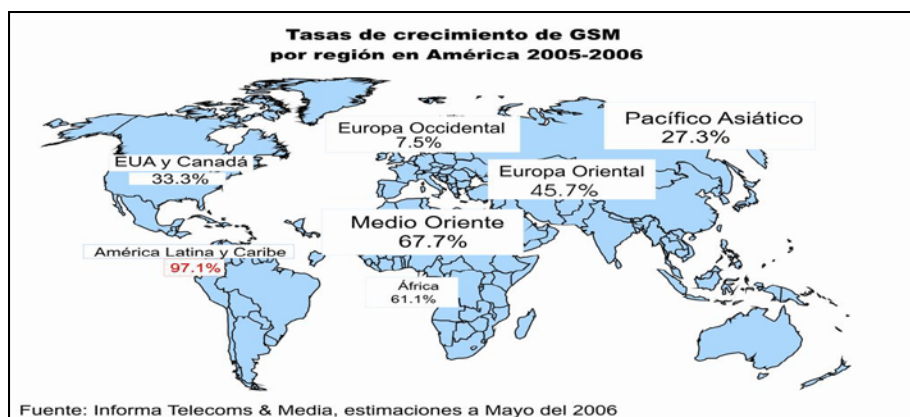 Tasas de crecimiento de GSM
por región en América 2005-2006
Pacífico Asiático
27.3%
Europa Occidental
7.5%
EUA y Canadá
33.3%
Europa Oriental
45.7%
Medio Oriente
67.7%
América Latina y Caribe
97.1%
África
61.1%
Fuente: Informa Telecoms & Media, estimaciones a Mayo del 2006